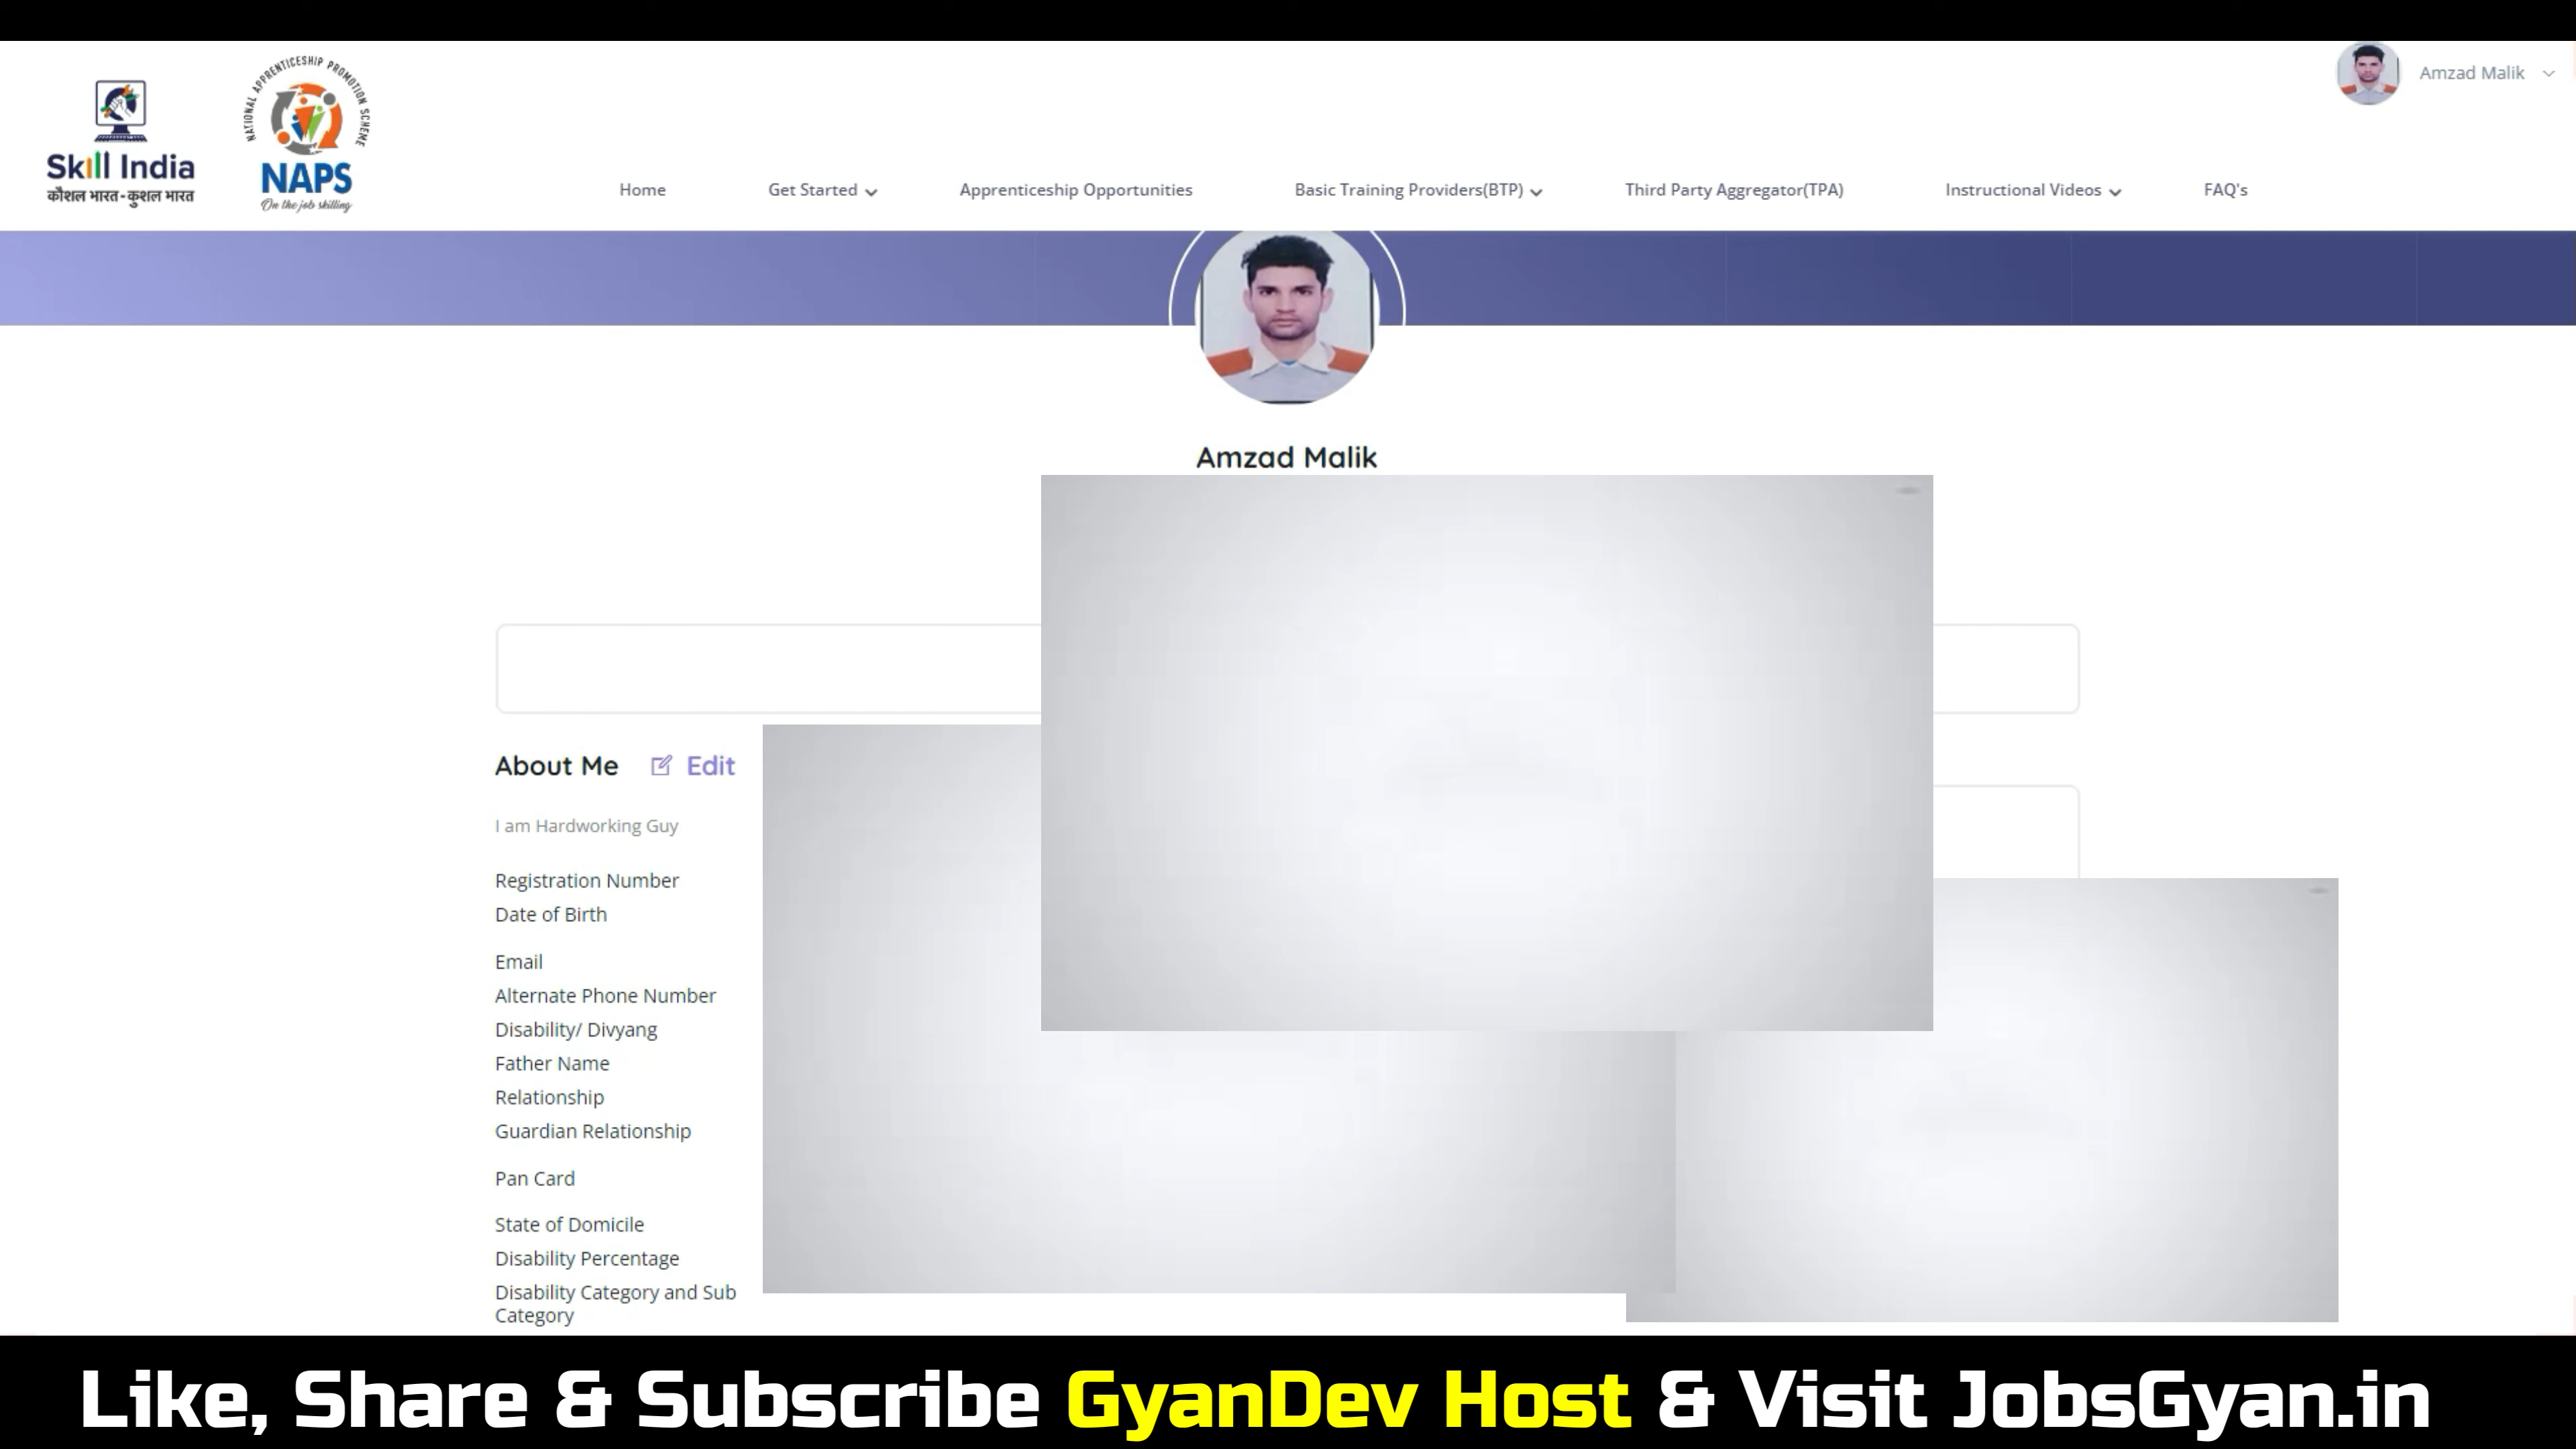 Amzad Malik
NATIONAL APPRENTICESHIP PROMOTION SCHEME
Skill India
कौशल भारत-कुशल भारत
NAPS
On the job skilling
Home
Get Started
Apprenticeship Opportunities
Basic Training Providers(BTP)
Third Party Aggregator(TPA)
Instructional Videos
FAQ's
Amzad Malik
About Me
Edit
I am Hardworking Guy
Registration Number
Date of Birth
Email
Alternate Phone Number
Disability/ Divyang
Father Name
Relationship
Guardian Relationship
Pan Card
State of Domicile
Disability Percentage
Disability Category and Sub
Category
Like, Share & Subscribe GyanDev Host & Visit JobsGyan.in